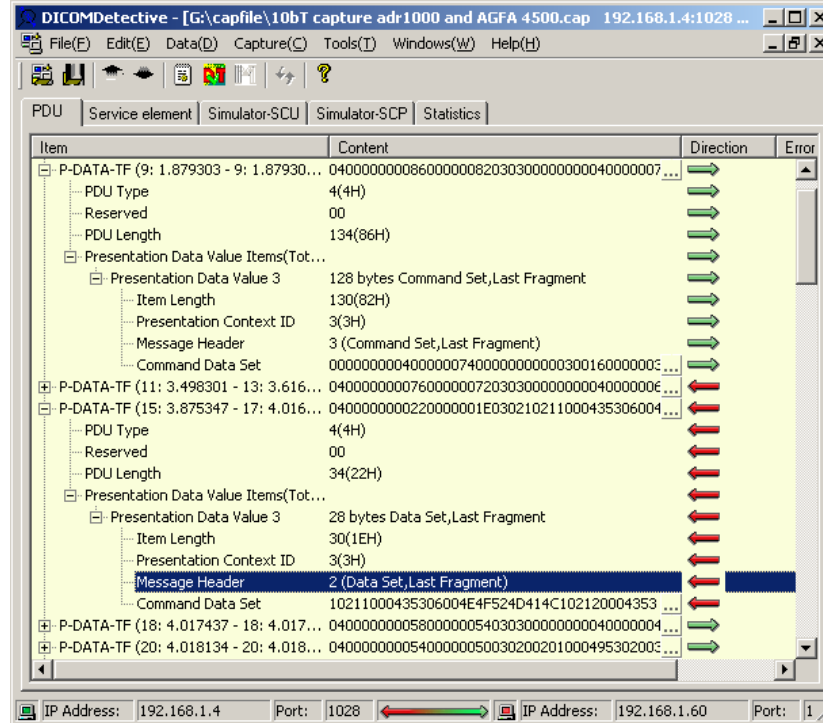 DICOMDetective - [G:\capfile\10bT capture adr1000 and AGFA 4500.cap 192.168.1.4:1028 ...
File(F) Edit(E) Data(D) Capture(C) Tools(T) Windows(W) Help(H)
PDU Service element Simulator-SCU Simulator-SCP Statistics
Item Content Direction Error
P-DATA-TF (9: 1.879303 - 9: 1.87930... 04000000008600000082030300000000040000007 ...
PDU Type 4(4H)
Reserved 00
PDU Length 134(86H)
Presentation Data Value Items(Tot...
Presentation Data Value 3 128 bytes Command Set,Last Fragment
Item Length 130(82H)
Presentation Context ID 3(3H)
Message Header 3 (Command Set,Last Fragment)
Command Data Set 00000000040000007400000000000300160000003 ...
P-DATA-TF (11: 3.498301 - 13: 3.616... 04000000007600000072030300000000040000006 ...
P-DATA-TF (15: 3.875347 - 17: 4.016... 0400000000220000001E030210211000435306004 ...
PDU Type 4(4H)
Reserved 00
PDU Length 34(22H)
Presentation Data Value Items(Tot...
Presentation Data Value 3 28 bytes Data Set,Last Fragment
Item Length 30(1EH)
Presentation Context ID 3(3H)
Message Header 2 (Data Set,Last Fragment)
Command Data Set 10211000435306004E4F524D414C102120004353 ...
P-DATA-TF (18: 4.017437 - 18: 4.017... 04000000005800000054030300000000040000004 ...
P-DATA-TF (20: 4.018134 - 20: 4.018... 040000000054000000500302002010004953020003 ...
IP Address: 192.168.1.4 Port: 1028 IP Address: 192.168.1.60 Port: 1